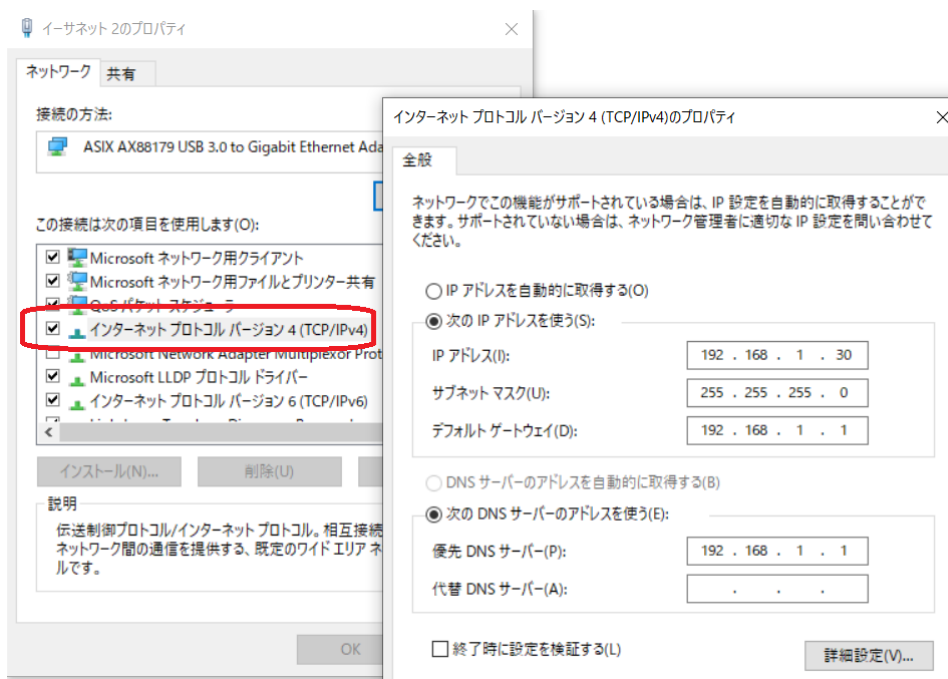 イーサネット 2のプロパティ
ネットワーク
共有
接続の方法:
ASIX AX88179 USB 3.0 to Gigabit Ethernet Ada
この接続は次の項目を使用します(O):
Microsoft ネットワーク用クライアント
Microsoft ネットワーク用ファイルとプリンター共有
QoS パケット スケジューラ
インターネット プロトコル バージョン 4 (TCP/IPv4)
Microsoft Network Adapter Multiplexor Prot
Microsoft LLDP プロトコル ドライバー
インターネット プロトコル バージョン 6 (TCP/IPv6)
インストール(N)...
削除(U)
説明
伝送制御プロトコル/インターネット プロトコル。相互接続
ネットワーク間の通信を提供する、既定のワイド エリア ネ
ルです。
OK
インターネット プロトコル バージョン 4 (TCP/IPv4)のプロパティ
全般
ネットワークでこの機能がサポートされている場合は、IP 設定を自動的に取得することがで
きます。サポートされていない場合は、ネットワーク管理者に適切な IP 設定を問い合わせて
ください。
IP アドレスを自動的に取得する(O)
次の IP アドレスを使う(S):
IP アドレス(I): 192 . 168 . 1 . 30
サブネット マスク(U): 255 . 255 . 255 . 0
デフォルト ゲートウェイ(D): 192 . 168 . 1 . 1
DNS サーバーのアドレスを自動的に取得する(B)
次の DNS サーバーのアドレスを使う(E):
優先 DNS サーバー(P): 192 . 168 . 1 . 1
代替 DNS サーバー(A): . . .
終了時に設定を検証する(L)
詳細設定(V)...